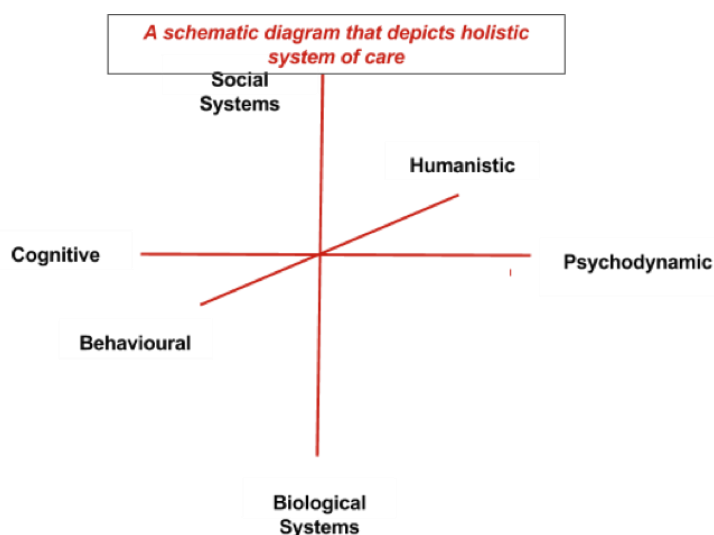 A schematic diagram that depicts holistic
system of care
Social
Systems
Humanistic
Cognitive
Psychodynamic
Behavioural
Biological
Systems